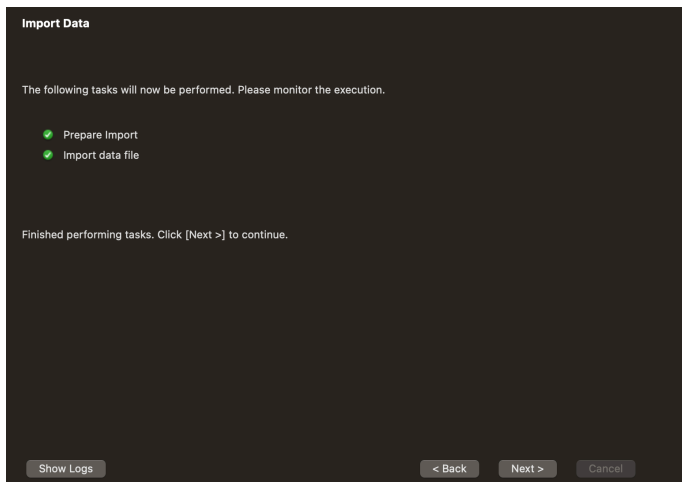 Import Data
The following tasks will now be performed. Please monitor the execution.
Prepare Import
Import data file
Finished performing tasks. Click [Next >] to continue.
Show Logs
< Back
Next >
Cancel